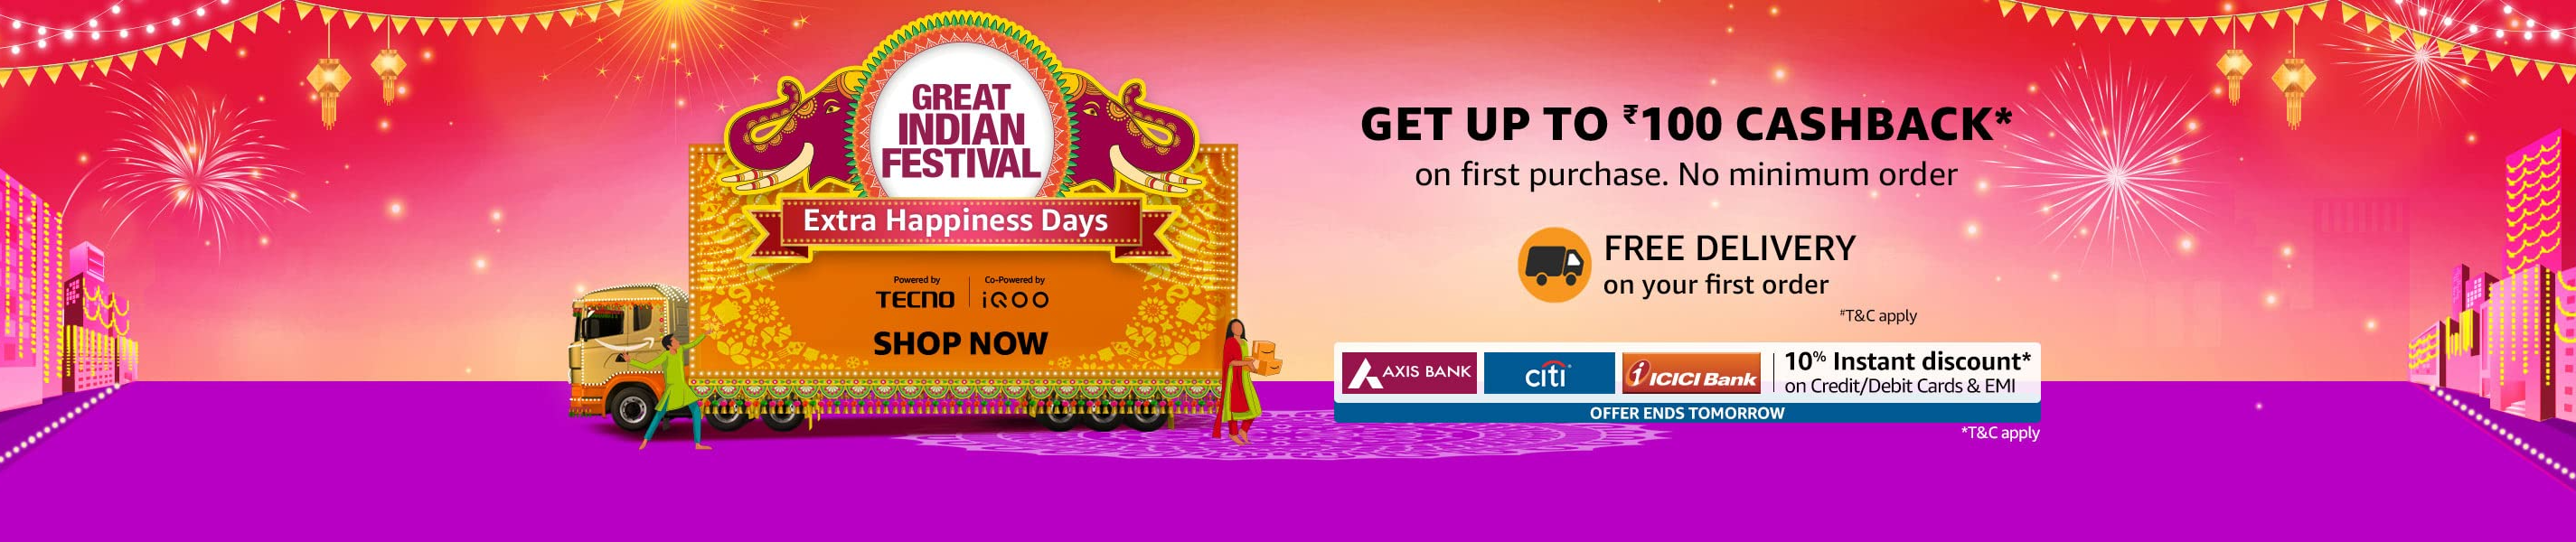 GREAT
INDIAN
FESTIVAL
Extra Happiness Days
Powered by
TECNO
Co-Powered by
iQOO
SHOP NOW
GET UP TO ₹100 CASHBACK*
on first purchase. No minimum order
FREE DELIVERY
on your first order
#T&C apply
AXIS BANK
citi
ICICI Bank
10% Instant discount*
on Credit/Debit Cards & EMI
OFFER ENDS TOMORROW
*T&C apply